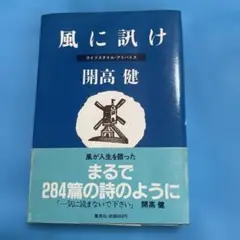 風に訊け
ライフスタイル・アドバイス
開高 健
風が人生を語った
まるで
284篇の詩のように
「一気に読まないで下さい」 開高 健